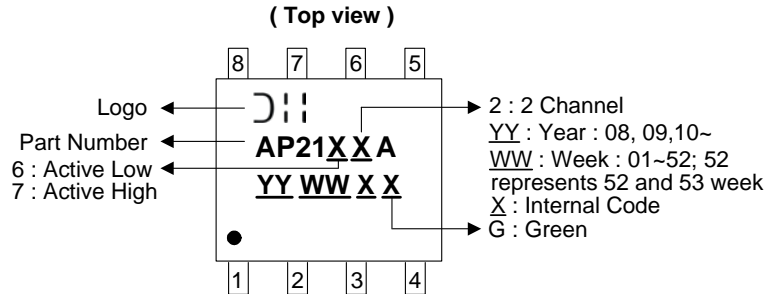 ( Top view )
8 7 6 5
Logo
Part Number
6 : Active Low
7 : Active High
AP21XXA
YY WW X X
2 : 2 Channel
YY : Year : 08, 09,10~
WW : Week : 01~52; 52
represents 52 and 53 week
X : Internal Code
G : Green
1 2 3 4